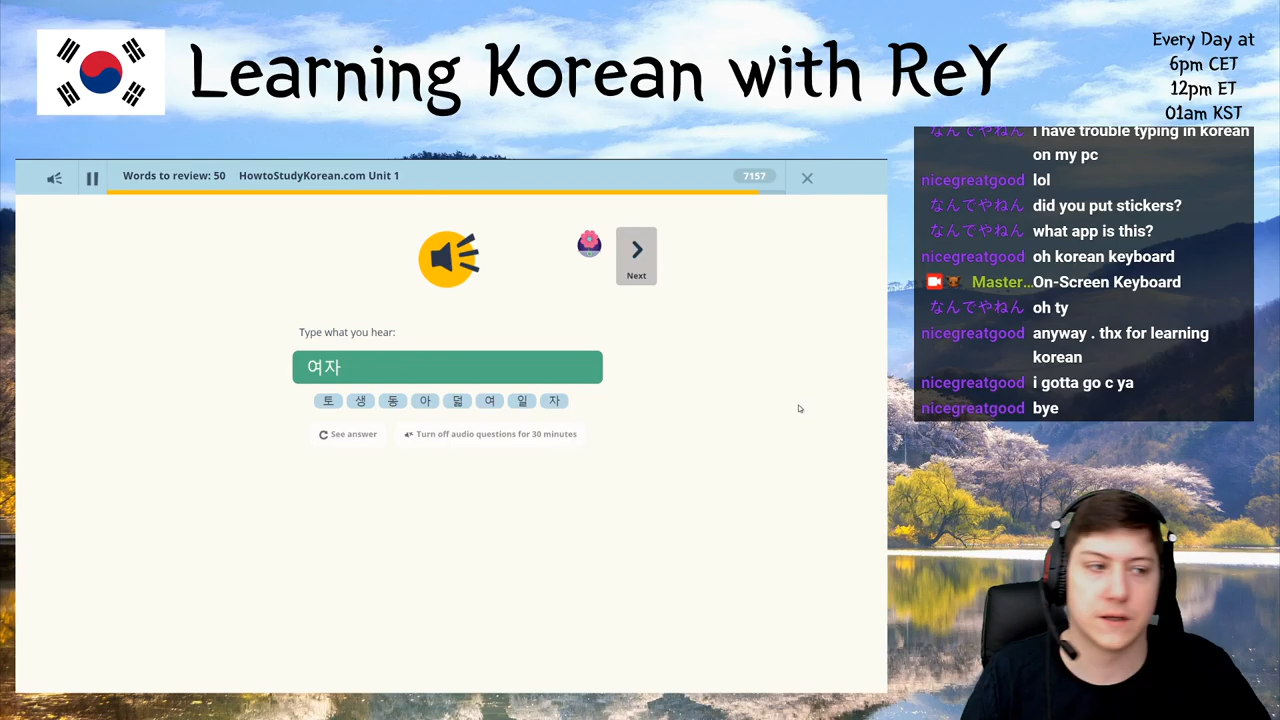 Learning Korean with ReY
Every Day at
6pm CET
12pm ET
01am KST
なんでやねん i have trouble typing in korean
on my pc
nicegreatgood lol
なんでやねん did you put stickers?
なんでやねん what app is this?
nicegreatgood oh korean keyboard
Master… On-Screen Keyboard
なんでやねん oh ty
nicegreatgood anyway . thx for learning
korean
nicegreatgood i gotta go c ya
nicegreatgood bye
Words to review: 50 HowtoStudyKorean.com Unit 1 7157
Next
Type what you hear:
여자
토 생 동 아 덟 여 일 자
See answer Turn off audio questions for 30 minutes